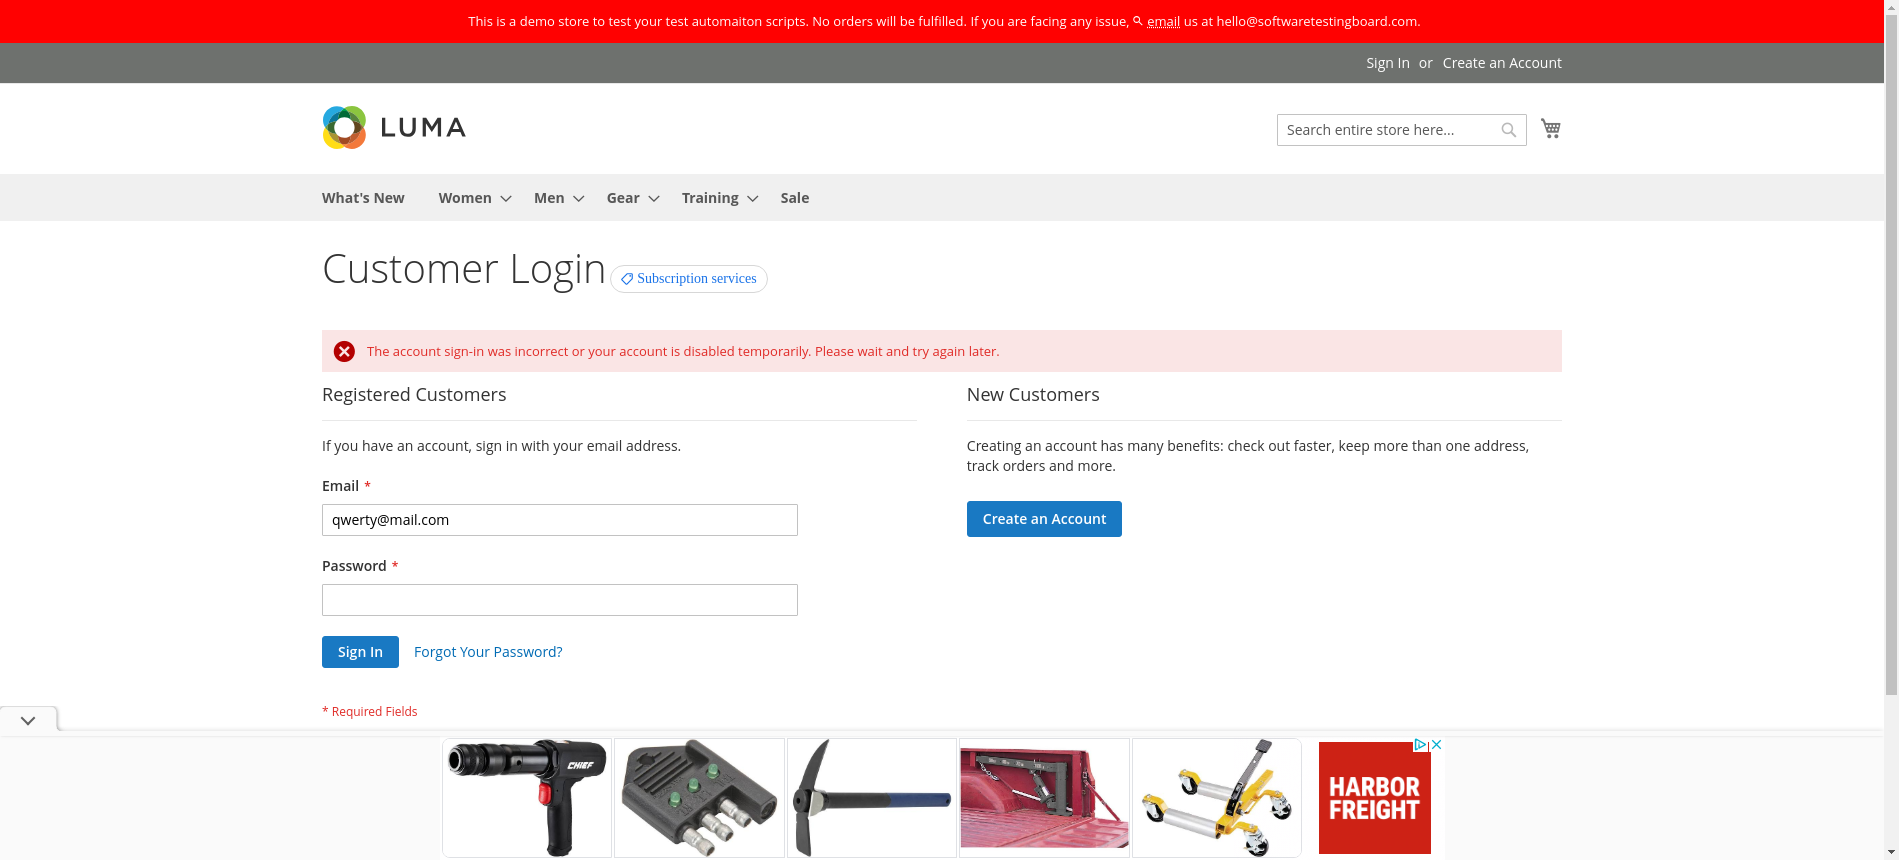 This is a demo store to test your test automaiton scripts. No orders will be fulfilled. If you are facing any issue, email us at hello@softwaretestingboard.com.
Sign In or Create an Account
LUMA
Search entire store here...
What's New Women Men Gear Training Sale
Customer Login Subscription services
The account sign-in was incorrect or your account is disabled temporarily. Please wait and try again later.
Registered Customers
If you have an account, sign in with your email address.
Email *
qwerty@mail.com
Password *
Sign In Forgot Your Password?
* Required Fields
New Customers
Creating an account has many benefits: check out faster, keep more than one address,
track orders and more.
Create an Account
CHIEF
HARBOR
FREIGHT